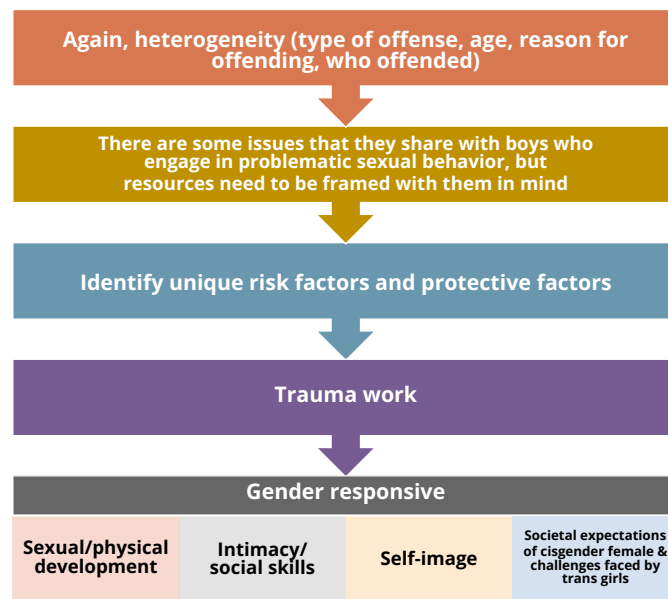 Again, heterogeneity (type of offense, age, reason for
offending, who offended)
There are some issues that they share with boys who
engage in problematic sexual behavior, but
resources need to be framed with them in mind
Identify unique risk factors and protective factors
Trauma work
Gender responsive
Sexual/physical
development
Intimacy/
social skills
Self-image
Societal expectations
of cisgender female &
challenges faced by
trans girls